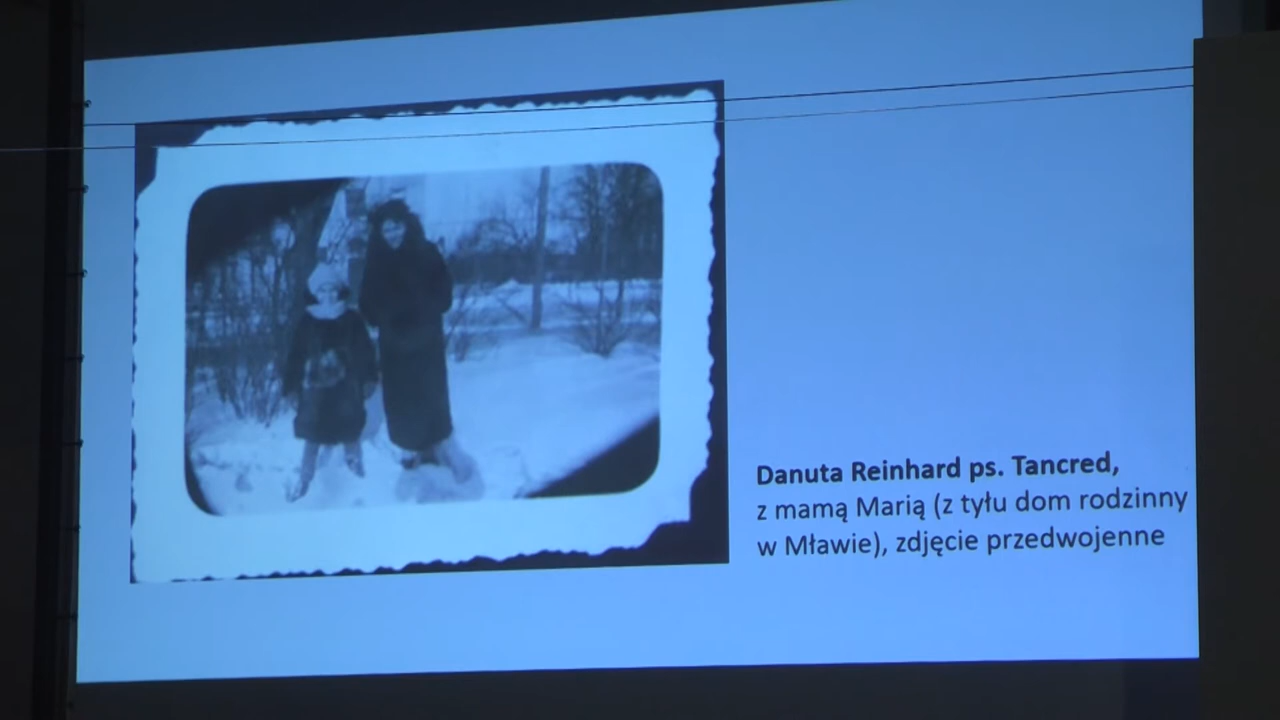 Danuta Reinhard ps. Tancred,
z mamą Marią (z tyłu dom rodzinny
w Mławie), zdjęcie przedwojenne